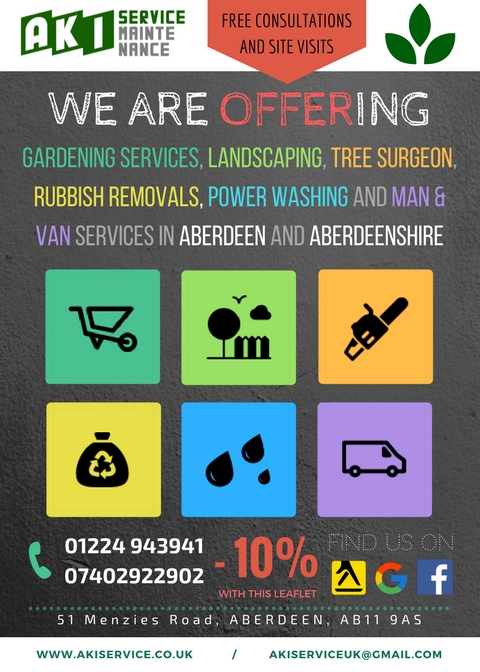 AKI SERVICE
MAINTE
NANCE
FREE CONSULTATIONS
AND SITE VISITS
WE ARE OFFERING
GARDENING SERVICES, LANDSCAPING, TREE SURGEON,
RUBBISH REMOVALS, POWER WASHING AND MAN &
VAN SERVICES IN ABERDEEN AND ABERDEENSHIRE
01224 943941
07402922902
- 10%
WITH THIS LEAFLET
FIND US ON
G f
51 Menzies Road, ABERDEEN, AB11 9AS
WWW.AKISERVICE.CO.UK / AKISERVICEUK@GMAIL.COM